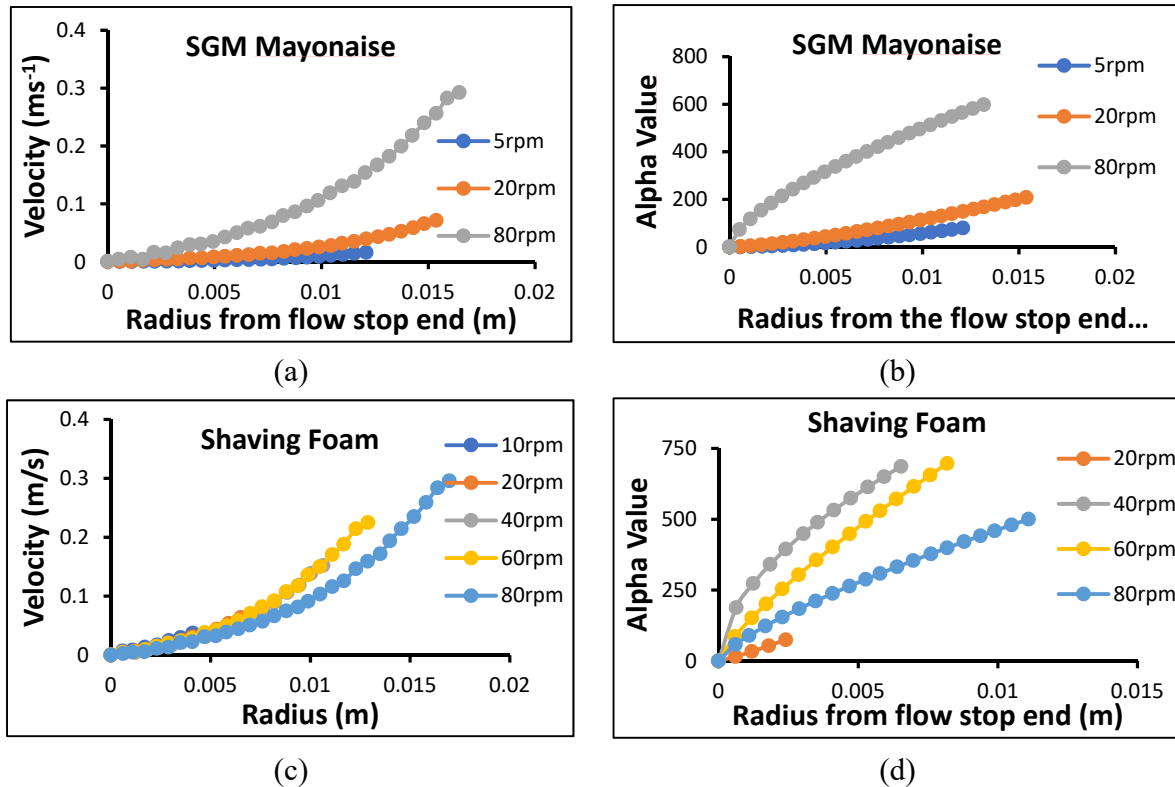 SGM Mayonaise
Velocity (ms-1)
0.4
0.3
0.2
0.1
0
0 0.005 0.01 0.015 0.02
Radius from flow stop end (m)
5rpm
20rpm
80rpm
(a)
SGM Mayonaise
Alpha Value
800
600
400
200
0
0 0.005 0.01 0.015 0.02
Radius from the flow stop end...
5rpm
20rpm
80rpm
(b)
Shaving Foam
Velocity (m/s)
0.4
0.3
0.2
0.1
0
0 0.005 0.01 0.015 0.02
Radius (m)
10rpm
20rpm
40rpm
60rpm
80rpm
(c)
Shaving Foam
Alpha Value
750
500
250
0
0 0.005 0.01 0.015
Radius from flow stop end (m)
20rpm
40rpm
60rpm
80rpm
(d)